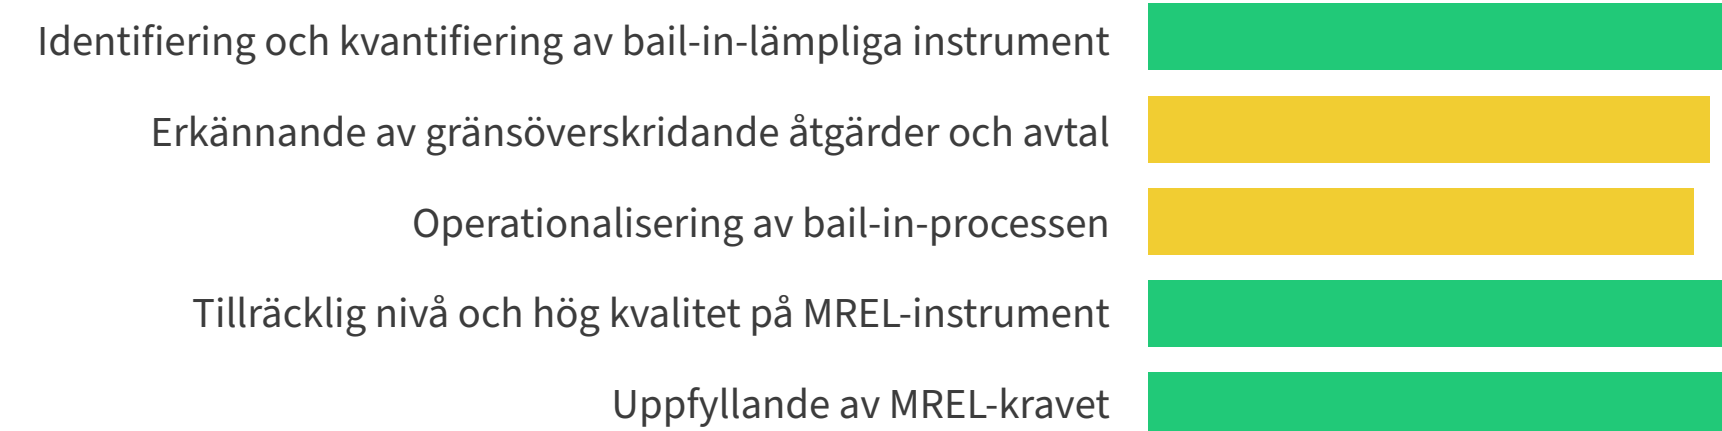 Identifiering och kvantifiering av bail-in-lämpliga instrument
Erkännande av gränsöverskridande åtgärder och avtal
Operationalisering av bail-in-processen
Tillräcklig nivå och hög kvalitet på MREL-instrument
Uppfyllande av MREL-kravet